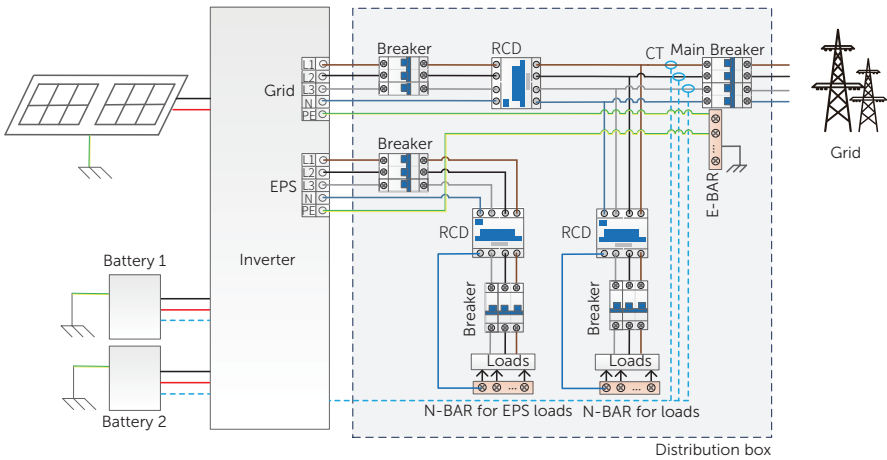 Breaker
RCD
CT
Main Breaker
Grid
L1
L2
L3
N
PE
Grid
Breaker
EPS
L1
L2
L3
N
PE
E-BAR
...
RCD
RCD
Battery 1
Inverter
Breaker
Breaker
Loads
Loads
...
...
N-BAR for EPS loads
N-BAR for loads
Battery 2
Distribution box